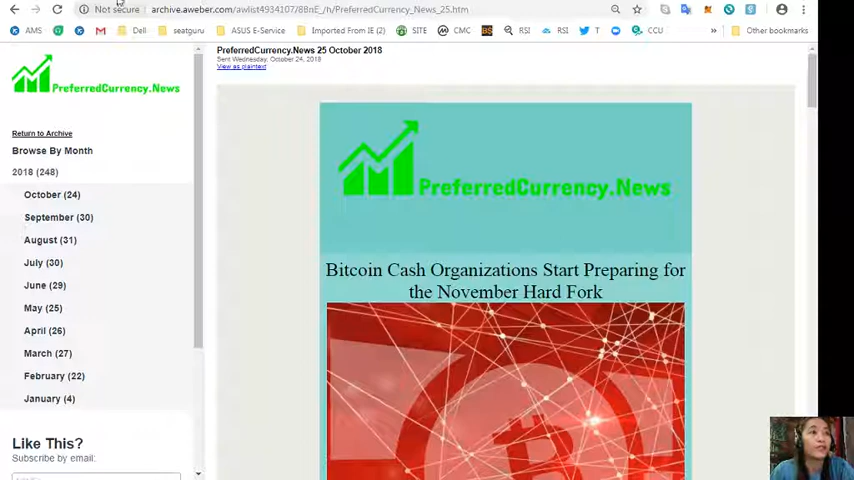 Not secure
archive.aweber.com/awlist4934107/88nE_/h/PreferredCurrency_News_25.htm
AMS
Dell
seatguru
ASUS E-Service
Imported From IE (2)
SITE
CMC
BS
RSI
RSI
T
CCU
Other bookmarks
PreferredCurrency.News
Return to Archive
Browse By Month
2018 (248)
October (24)
September (30)
August (31)
July (30)
June (29)
May (25)
April (26)
March (27)
February (22)
January (4)
Like This?
Subscribe by email:
PreferredCurrency.News 25 October 2018
Sent Wednesday, October 24, 2018
View as plaintext
PreferredCurrency.News
Bitcoin Cash Organizations Start Preparing for
the November Hard Fork